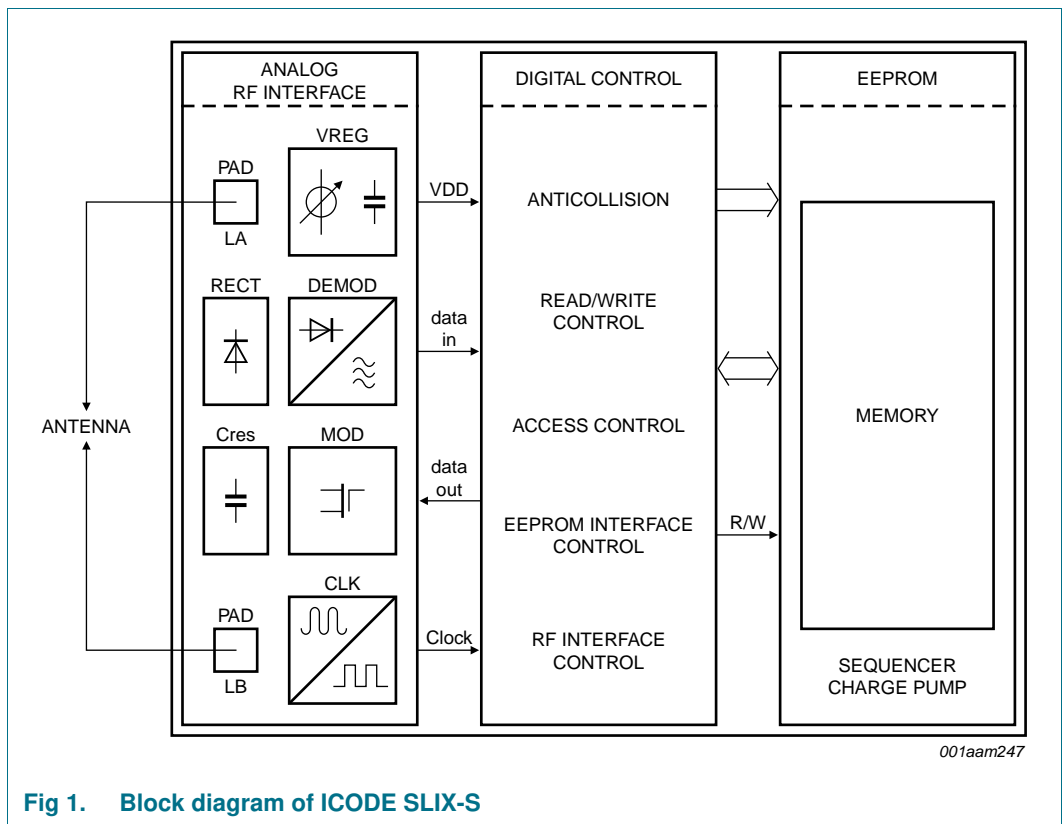 ANALOG
RF INTERFACE
VREG
PAD
LA
RECT
DEMOD
Cres
MOD
CLK
PAD
LB
ANTENNA
VDD
data
in
data
out
Clock
DIGITAL CONTROL
ANTICOLLISION
READ/WRITE
CONTROL
ACCESS CONTROL
EEPROM INTERFACE
CONTROL
RF INTERFACE
CONTROL
R/W
EEPROM
MEMORY
SEQUENCER
CHARGE PUMP
001aam247
Fig 1. Block diagram of ICODE SLIX-S